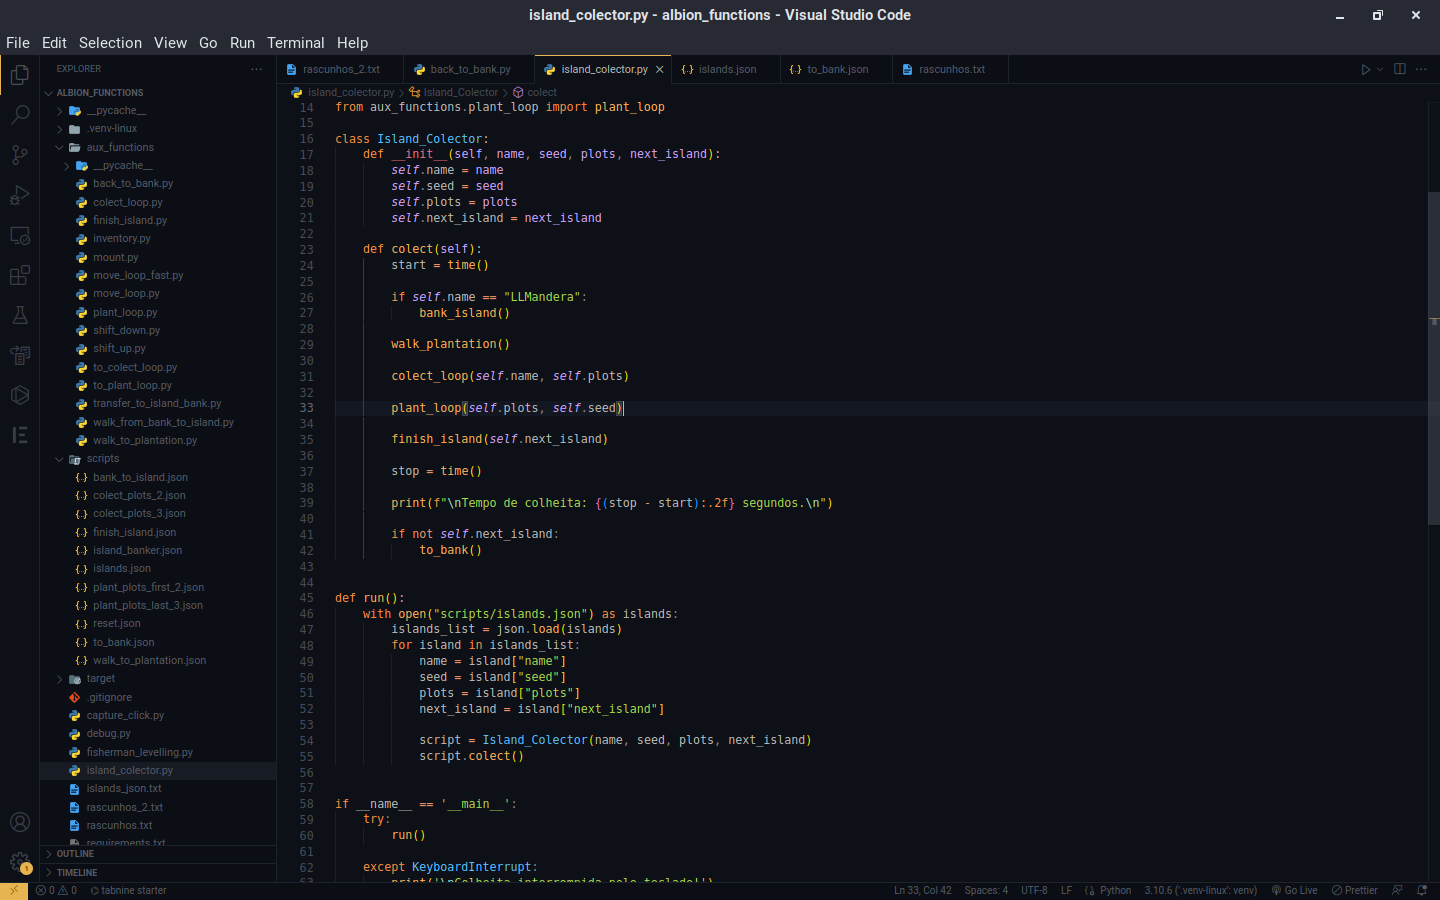 island_colector.py - albion_functions - Visual Studio Code
File Edit Selection View Go Run Terminal Help
EXPLORER
ALBION_FUNCTIONS
__pycache__
.venv-linux
aux_functions
__pycache__
back_to_bank.py
colect_loop.py
finish_island.py
inventory.py
mount.py
move_loop_fast.py
move_loop.py
plant_loop.py
shift_down.py
shift_up.py
to_colect_loop.py
to_plant_loop.py
transfer_to_island_bank.py
walk_from_bank_to_island.py
walk_to_plantation.py
scripts
bank_to_island.json
colect_plots_2.json
colect_plots_3.json
finish_island.json
island_banker.json
islands.json
plant_plots_first_2.json
plant_plots_last_3.json
reset.json
to_bank.json
walk_to_plantation.json
target
.gitignore
capture_click.py
debug.py
fisherman_levelling.py
island_colector.py
islands_json.txt
rascunhos_2.txt
rascunhos.txt
requirements.txt
OUTLINE
TIMELINE
rascunhos_2.txt back_to_bank.py island_colector.py islands.json to_bank.json rascunhos.txt
island_colector.py > Island_Colector > colect
14 from aux_functions.plant_loop import plant_loop
15
16 class Island_Colector:
17     def __init__(self, name, seed, plots, next_island):
18         self.name = name
19         self.seed = seed
20         self.plots = plots
21         self.next_island = next_island
22
23     def colect(self):
24         start = time()
25
26         if self.name == "LLMandera":
27             bank_island()
28
29         walk_plantation()
30
31         colect_loop(self.name, self.plots)
32
33         plant_loop(self.plots, self.seed)
34
35         finish_island(self.next_island)
36
37         stop = time()
38
39         print(f"\nTempo de colheita: {(stop - start):.2f} segundos.\n")
40
41         if not self.next_island:
42             to_bank()
43
44
45 def run():
46     with open("scripts/islands.json") as islands:
47         islands_list = json.load(islands)
48         for island in islands_list:
49             name = island["name"]
50             seed = island["seed"]
51             plots = island["plots"]
52             next_island = island["next_island"]
53
54             script = Island_Colector(name, seed, plots, next_island)
55             script.colect()
56
57
58 if __name__ == '__main__':
59     try:
60         run()
61
62     except KeyboardInterrupt:
63         print('\nColheita interrompida pelo teclado!')
1
0 0 tabnine starter Ln 33, Col 42 Spaces: 4 UTF-8 LF Python 3.10.6 ('.venv-linux': venv) Go Live Prettier